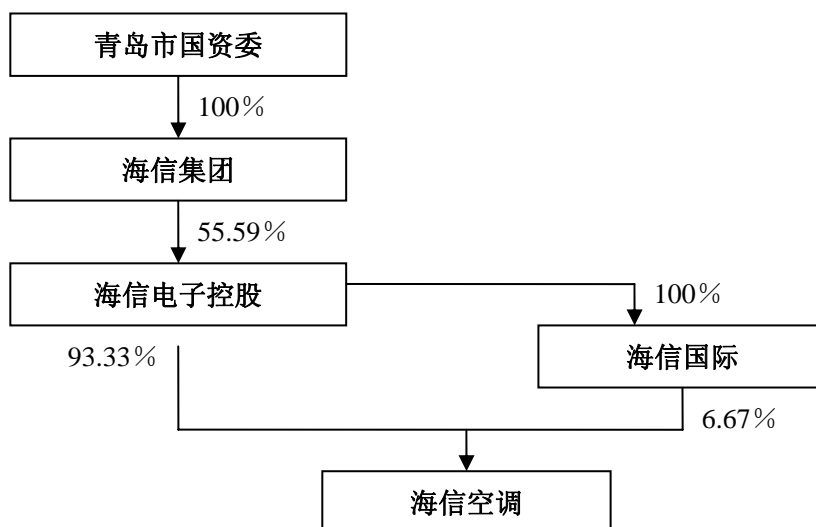 青岛市国资委
100％
海信集团
55.59％
海信电子控股
100％
海信国际
93.33％
6.67％
海信空调